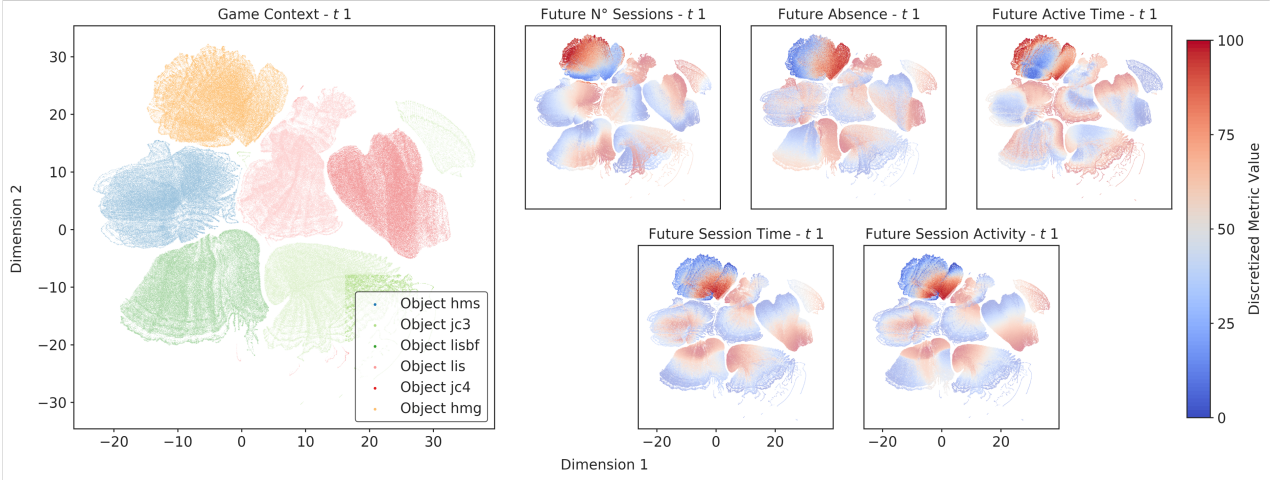 Game Context - t 1
Future N° Sessions - t 1
Future Absence - t 1
Future Active Time - t 1
Future Session Time - t 1
Future Session Activity - t 1
30
20
10
0
−10
−20
−30
Dimension 2
−20
−10
0
10
20
30
Object hms
Object jc3
Object lisbf
Object lis
Object jc4
Object hmg
−20
0
20
−20
0
20
Dimension 1
100
75
50
25
0
Discretized Metric Value